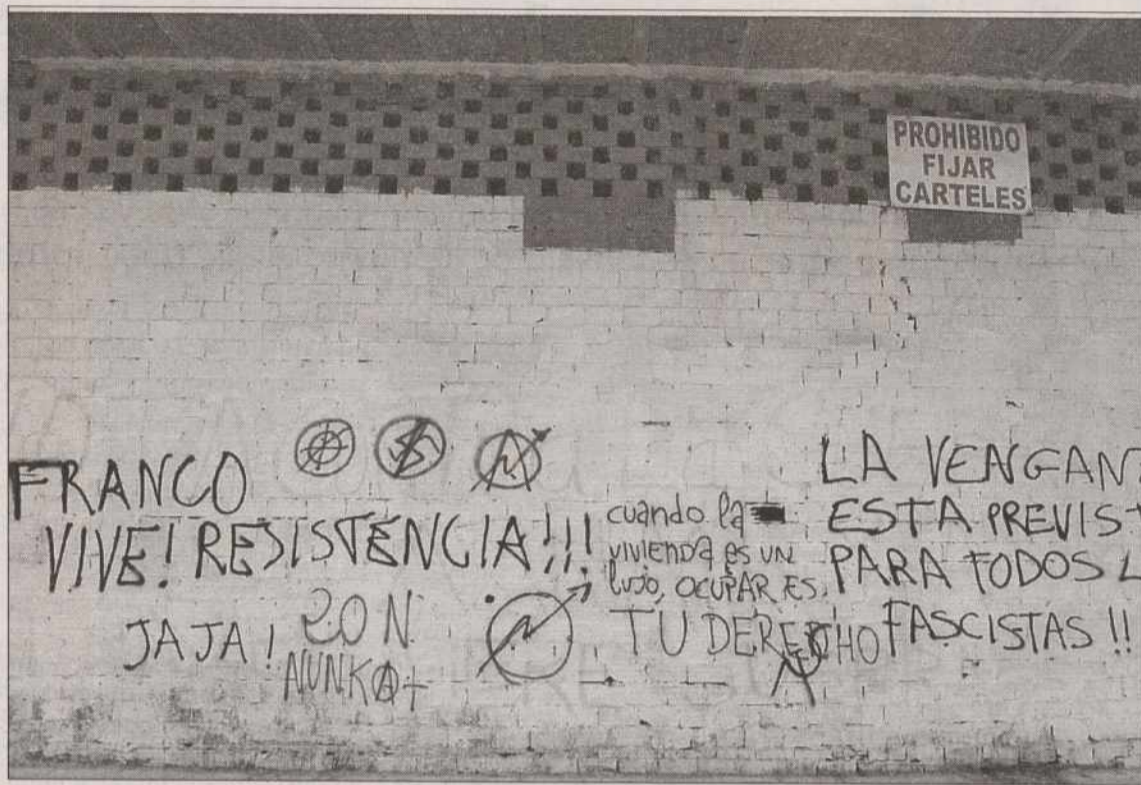 PROHIBIDO
FIJAR
CARTELES
FRANCO
VIVE! RESISTENCIA!!!
JAJA!
20N
NUNKA+
cuando la
VIVIENDA es UN
lujo, OCUPAR ES
TU DERECHO
LA VENGAN
ESTA PREVIS
PARA TODOS L
FASCISTAS !!